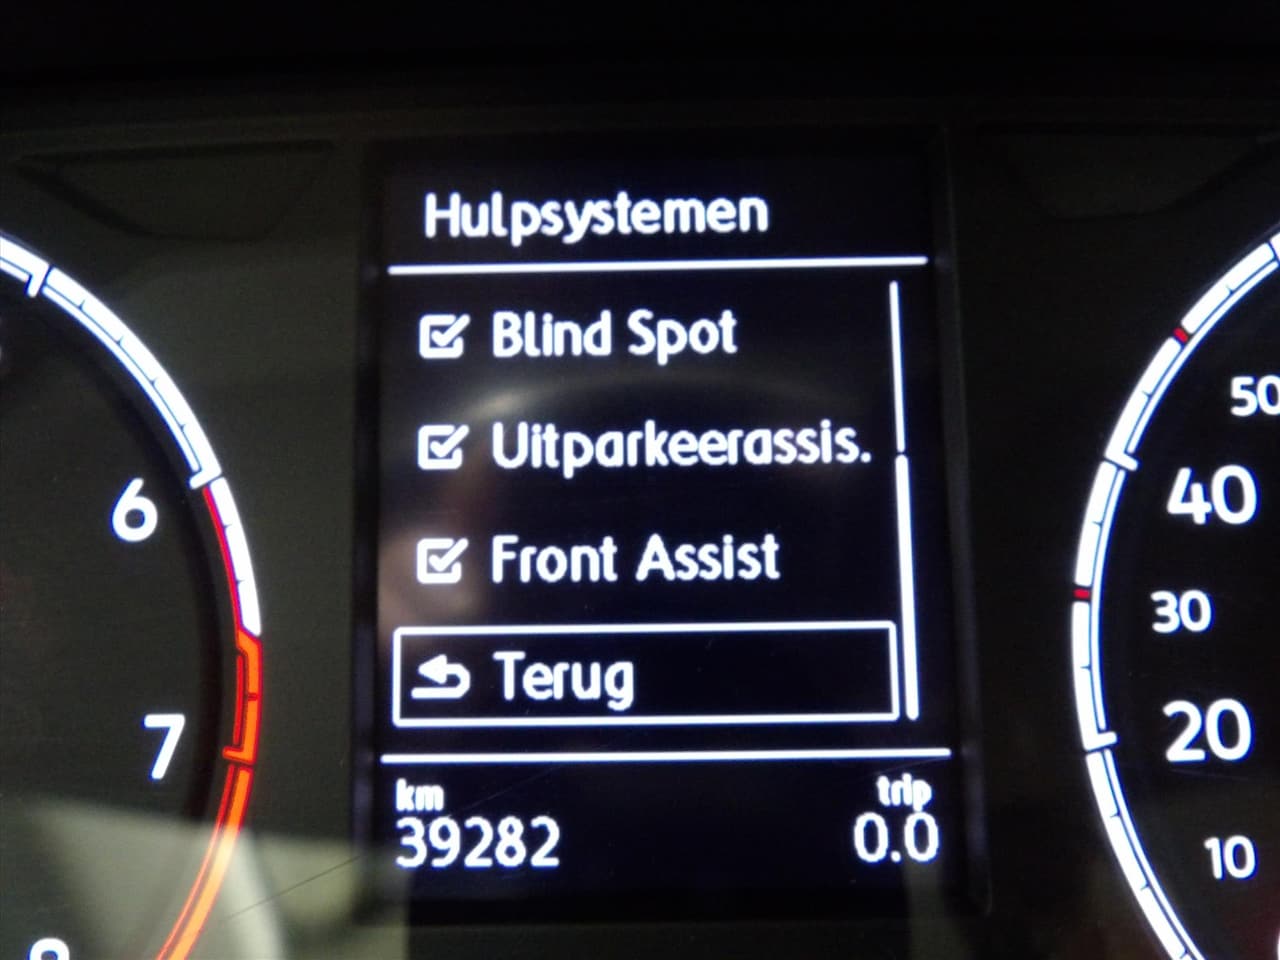 Hulpsystemen
Blind Spot
Uitparkeerassis.
Front Assist
Terug
km
39282
trip
0.0
6
7
8
50
40
30
20
10